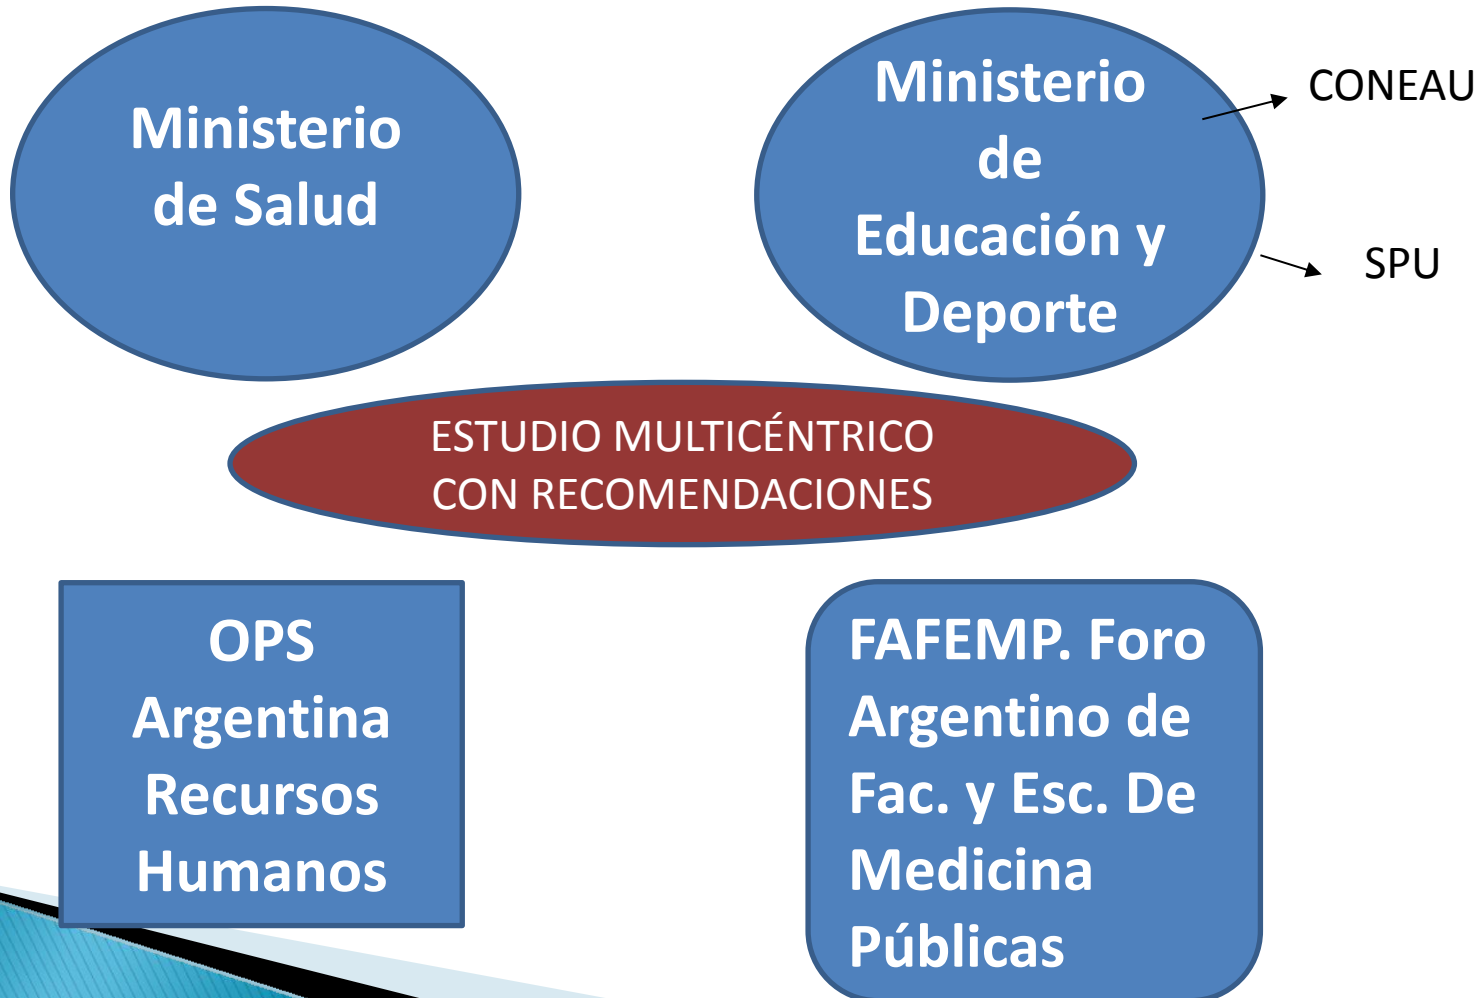 Ministerio
de Salud
Ministerio
de
Educación y
Deporte
CONEAU
SPU
ESTUDIO MULTICÉNTRICO
CON RECOMENDACIONES
OPS
Argentina
Recursos
Humanos
FAFEMP. Foro
Argentino de
Fac. y Esc. De
Medicina
Públicas